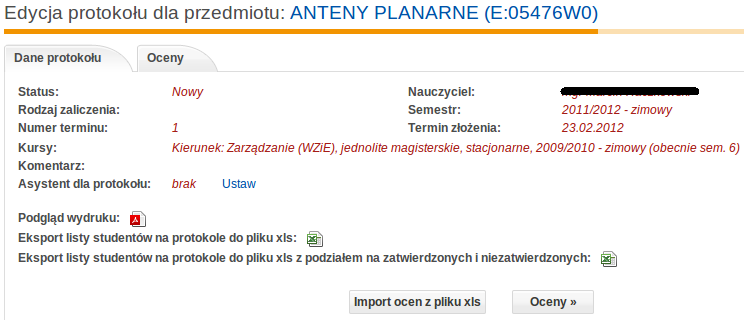 Edycja protokołu dla przedmiotu: ANTENY PLANARNE (E:05476W0)
Dane protokołu Oceny
Status: Nowy Nauczyciel:
Rodzaj zaliczenia: Semestr: 2011/2012 - zimowy
Numer terminu: 1 Termin złożenia: 23.02.2012
Kursy: Kierunek: Zarządzanie (WZiE), jednolite magisterskie, stacjonarne, 2009/2010 - zimowy (obecnie sem. 6)
Komentarz:
Asystent dla protokołu: brak Ustaw
Podgląd wydruku:
Eksport listy studentów na protokole do pliku xls:
Eksport listy studentów na protokole do pliku xls z podziałem na zatwierdzonych i niezatwierdzonych:
Import ocen z pliku xls Oceny »